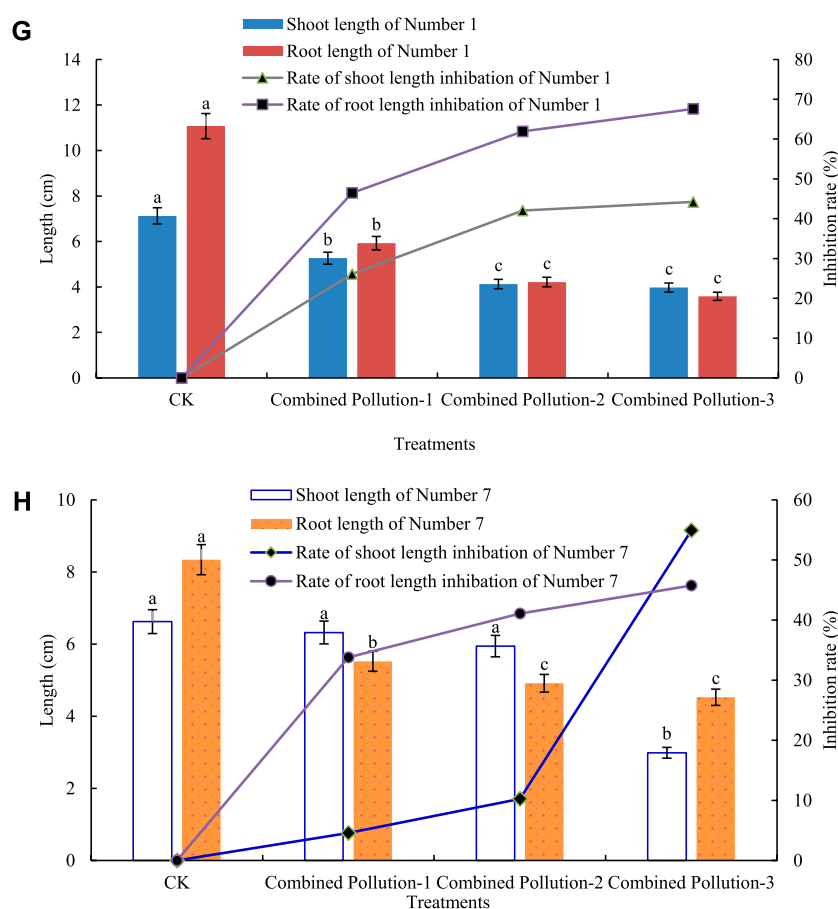 G
Shoot length of Number 1
Root length of Number 1
Rate of shoot length inhibation of Number 1
Rate of root length inhibation of Number 1
14
12
10
8
6
4
2
0
Length (cm)
80
70
60
50
40
30
20
10
0
Inhibition rate (%)
a
a
b
b
c
c
c
c
CK
Combined Pollution-1
Combined Pollution-2
Combined Pollution-3
Treatments
H
Shoot length of Number 7
Root length of Number 7
Rate of shoot length inhibation of Number 7
Rate of root length inhibation of Number 7
10
8
6
4
2
0
Length (cm)
60
50
40
30
20
10
0
Inhibition rate (%)
a
a
a
b
a
c
b
c
CK
Combined Pollution-1
Combined Pollution-2
Combined Pollution-3
Treatments